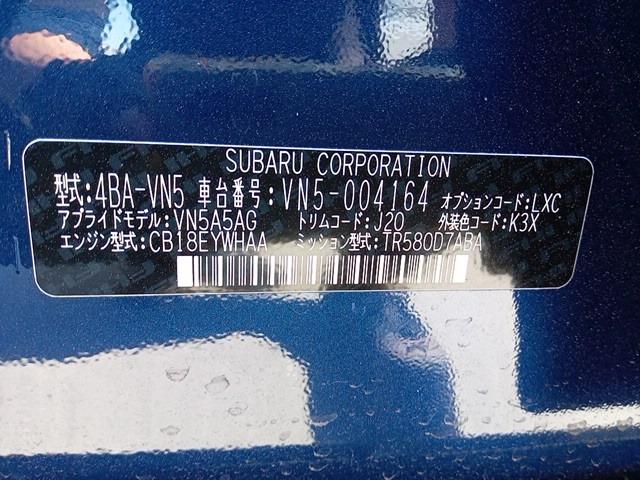 SUBARU CORPORATION
型式:4BA-VN5 車台番号:VN5-004164 オプションコード:LXC
アプライドモデル:VN5A5AG トリムコード:J20 外装色コード:K3X
エンジン型式:CB18EYWHAA ミッション型式:TR580D7ABA